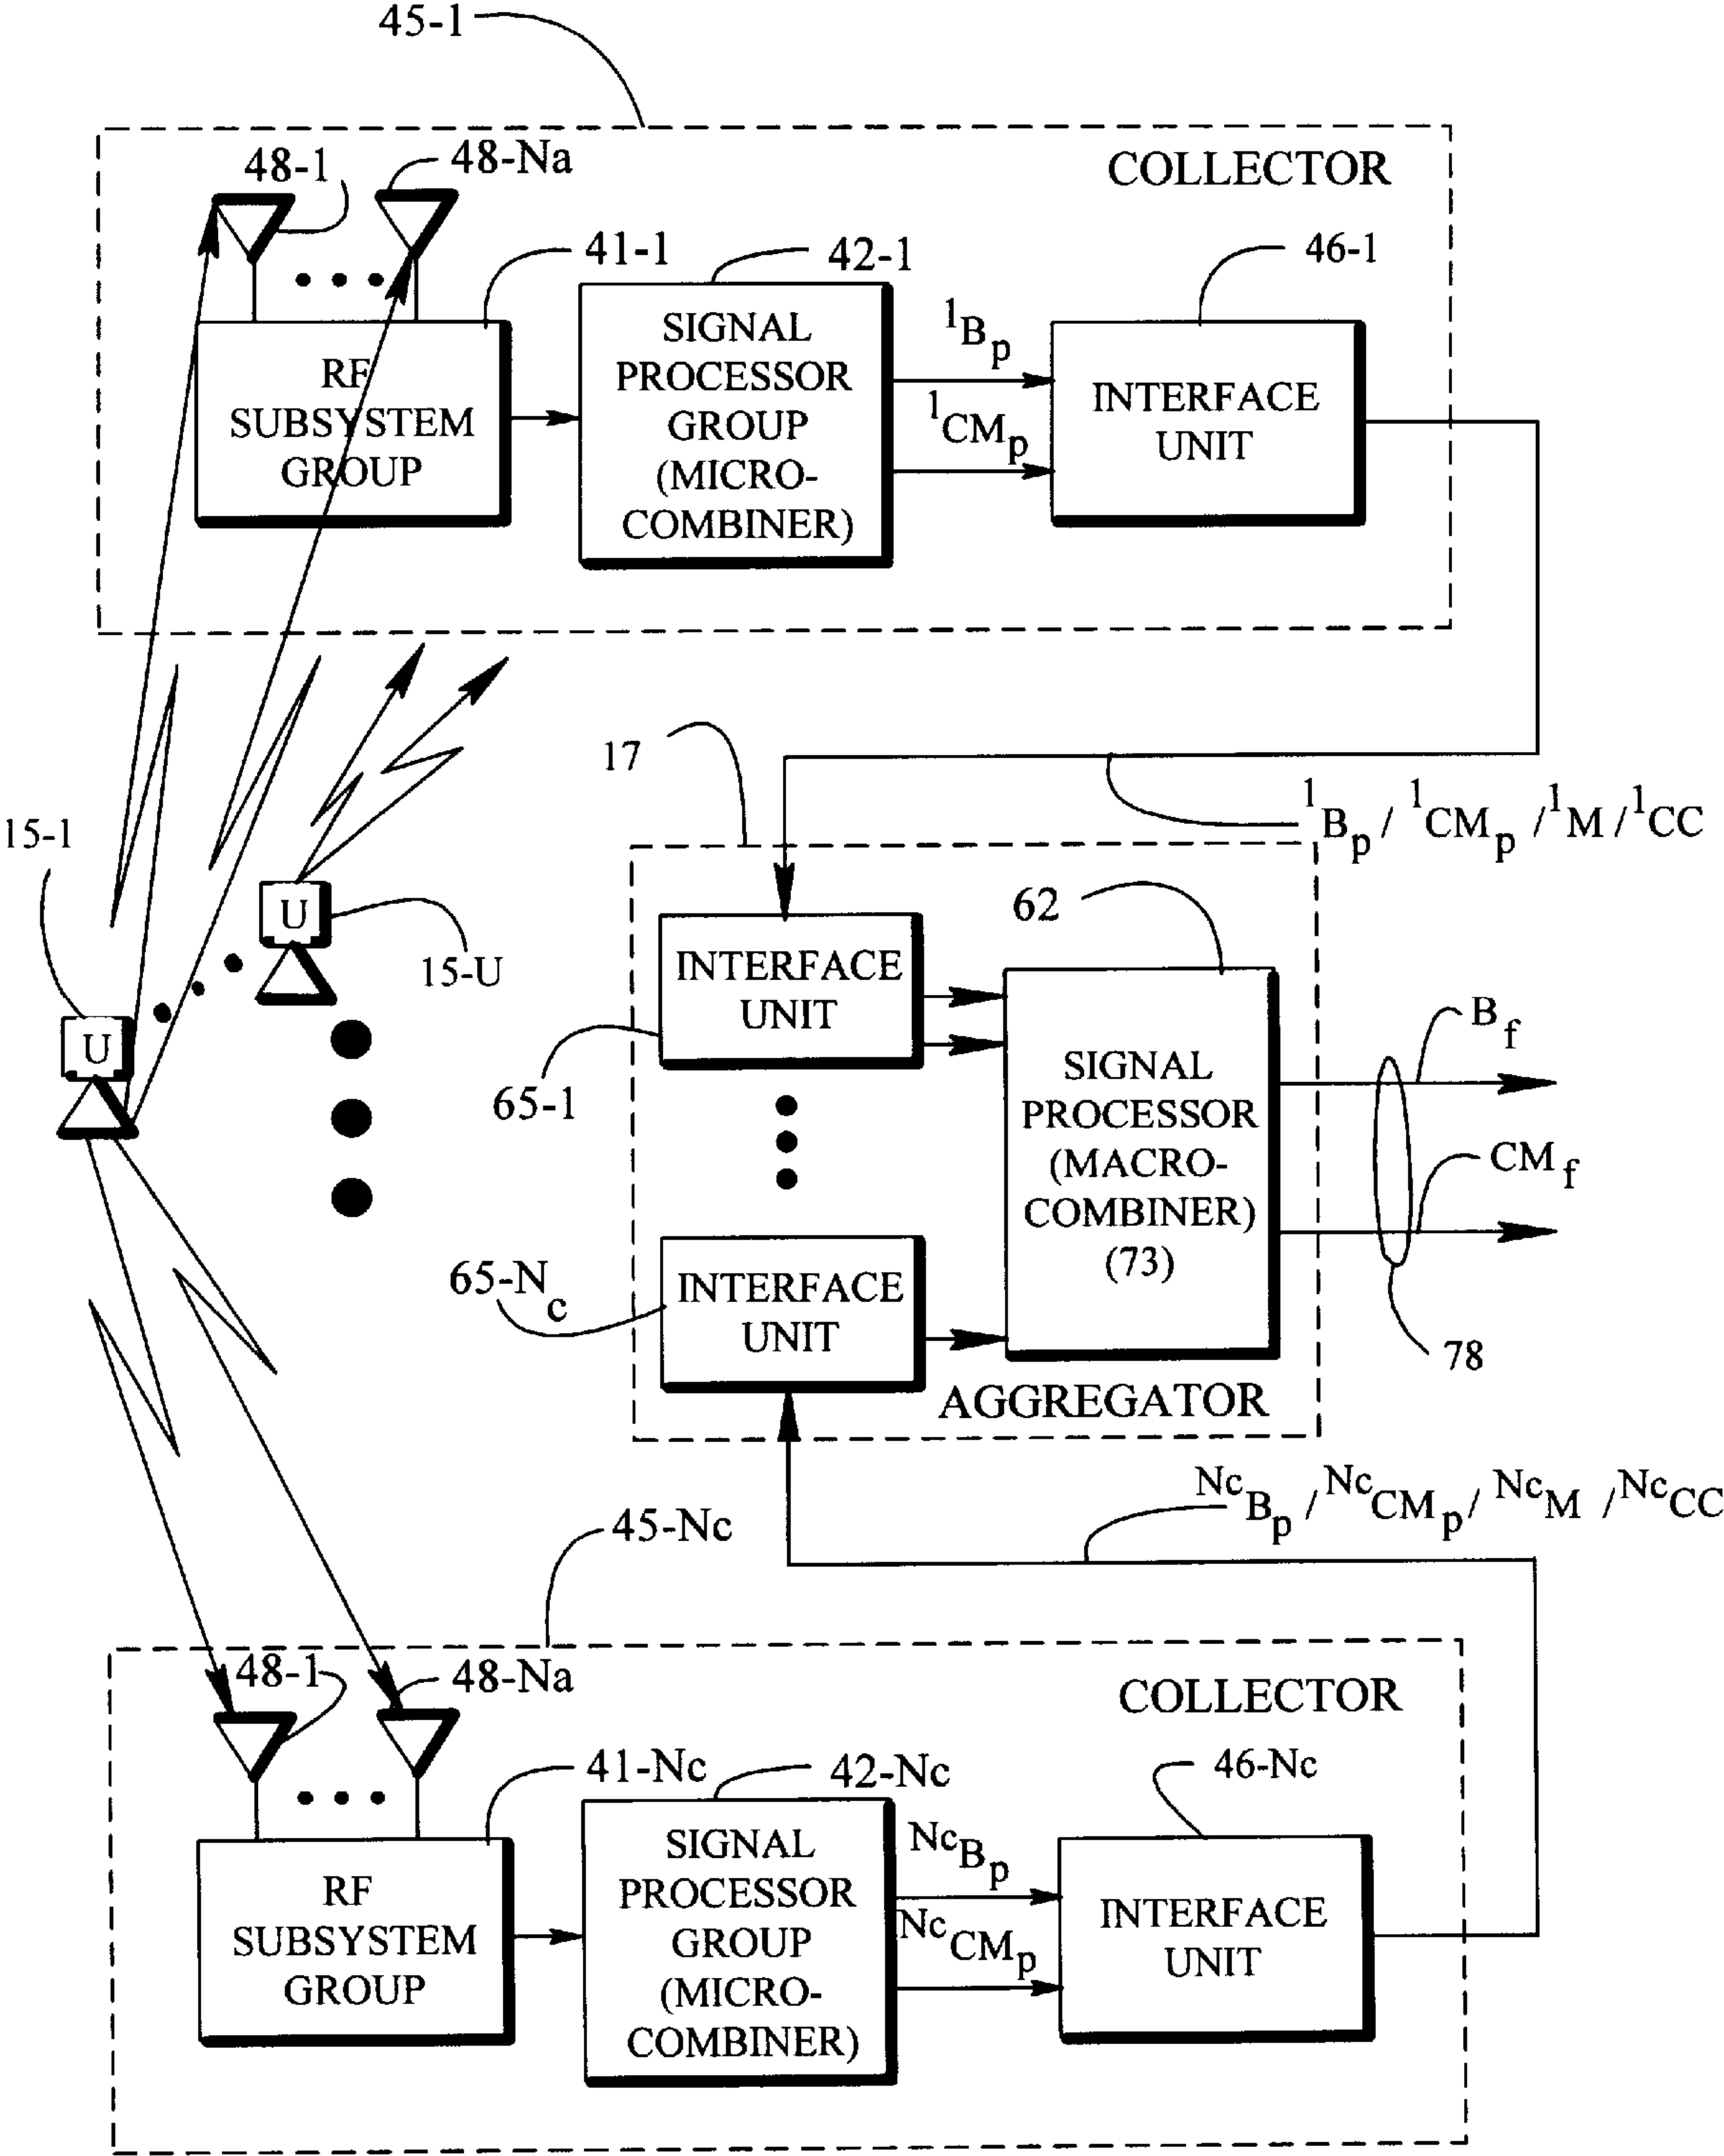 45-1
48-1
48-Na
COLLECTOR
41-1
42-1
46-1
RF
SUBSYSTEM
GROUP
SIGNAL
PROCESSOR
GROUP
(MICRO-
COMBINER)
1Bp
1CMp
INTERFACE
UNIT
17
1Bp / 1CMp / 1M / 1CC
15-1
U
15-U
U
62
INTERFACE
UNIT
65-1
SIGNAL
PROCESSOR
(MACRO-
COMBINER)
(73)
Bf
CMf
78
65-Nc
INTERFACE
UNIT
AGGREGATOR
NcBp / NcCMp / NcM / NcCC
45-Nc
48-1
48-Na
COLLECTOR
41-Nc
42-Nc
46-Nc
RF
SUBSYSTEM
GROUP
SIGNAL
PROCESSOR
GROUP
(MICRO-
COMBINER)
NcBp
NcCMp
INTERFACE
UNIT